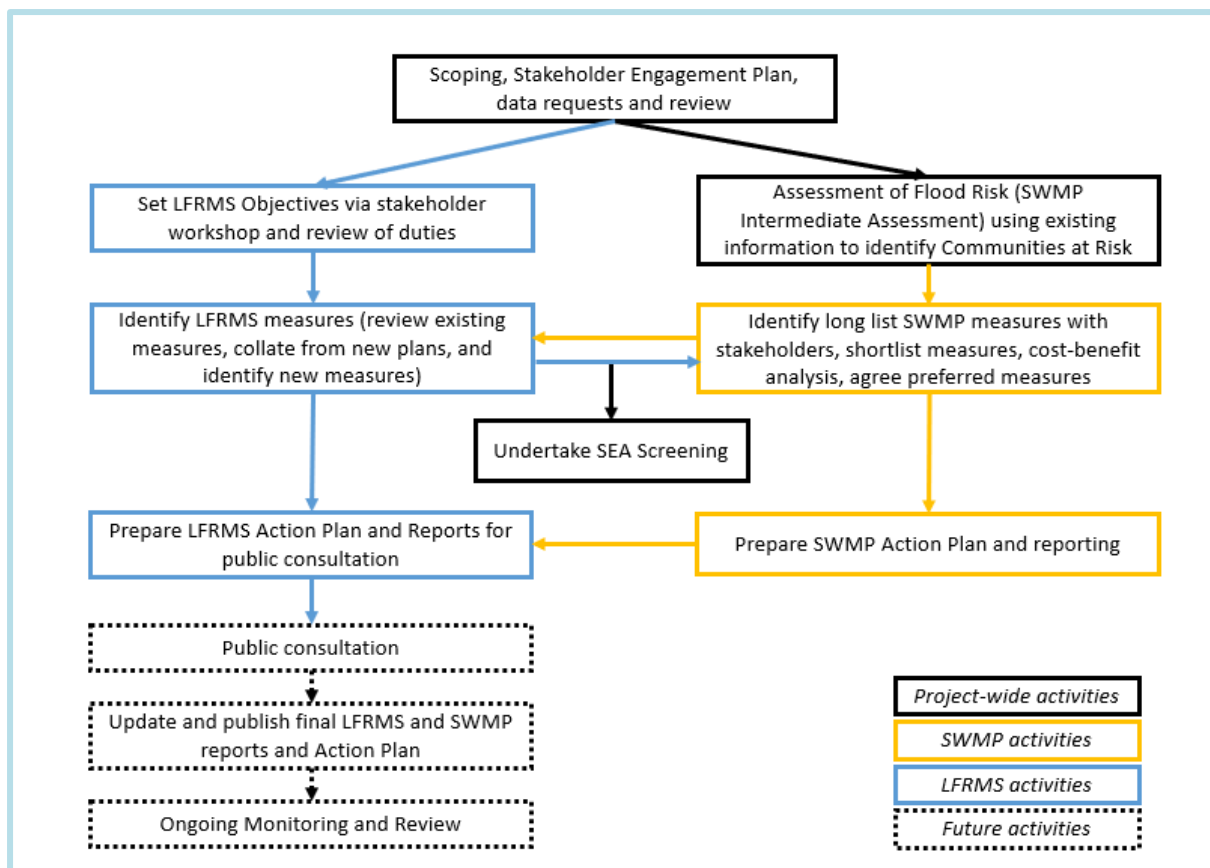 Scoping, Stakeholder Engagement Plan,
data requests and review
Set LFRMS Objectives via stakeholder
workshop and review of duties
Assessment of Flood Risk (SWMP
Intermediate Assessment) using existing
information to identify Communities at Risk
Identify LFRMS measures (review existing
measures, collate from new plans, and
identify new measures)
Identify long list SWMP measures with
stakeholders, shortlist measures, cost-benefit
analysis, agree preferred measures
Undertake SEA Screening
Prepare LFRMS Action Plan and Reports for
public consultation
Prepare SWMP Action Plan and reporting
Public consultation
Update and publish final LFRMS and SWMP
reports and Action Plan
Ongoing Monitoring and Review
Project-wide activities
SWMP activities
LFRMS activities
Future activities